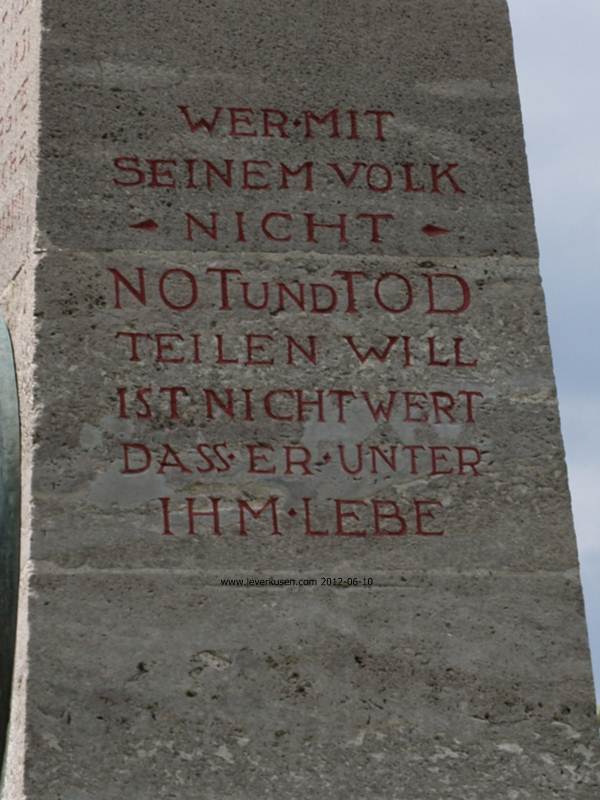 WER·MIT
SEINEM VOLK
NICHT
NOT UND TOD
TEILEN WILL
IST NICHT WERT
DASS·ER·UNTER
IHM·LEBE
www.leverkusen.com 2012-06-10